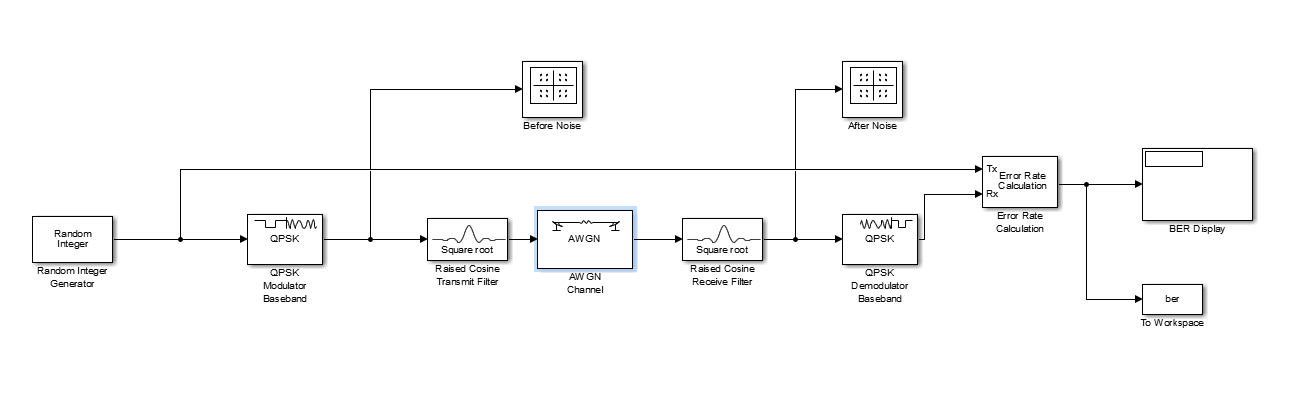 Before Noise
After Noise
Tx
Rx
Error Rate
Calculation
Error Rate
Calculation
BER Display
Random
Integer
Random Integer
Generator
QPSK
QPSK
Modulator
Baseband
Square root
Raised Cosine
Transmit Filter
AWGN
AWGN
Channel
Square root
Raised Cosine
Receive Filter
QPSK
QPSK
Demodulator
Baseband
ber
To Workspace